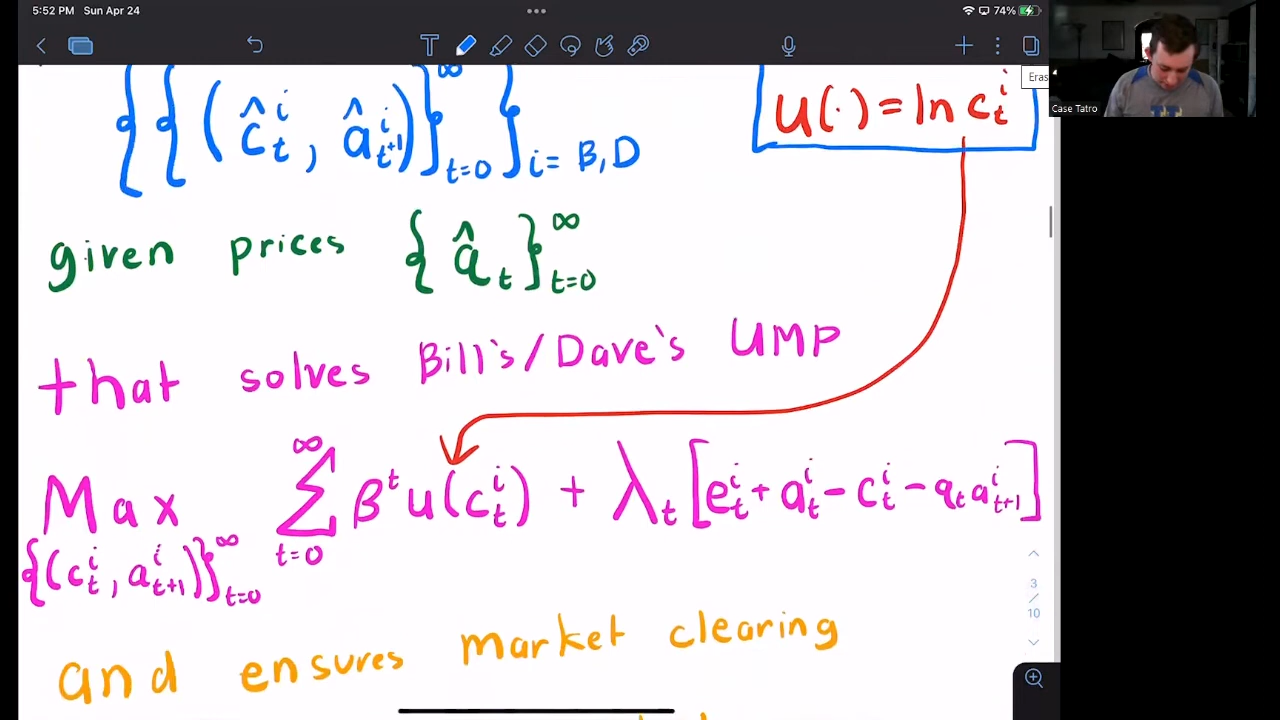 5:52 PM Sun Apr 24
74%
Eras
Case Tatro
{{(ĉ_t^i, â_{t+1}^i)}_{t=0}^∞}_{i=B,D}
u(·)=ln c_t^i
given prices {q̂_t}_{t=0}^∞
that solves Bill's/Dave's UMP
Max_{{(c_t^i, a_{t+1}^i)}_{t=0}^∞} ∑_{t=0}^∞ β^t u(c_t^i) + λ_t [e_t^i + a_t^i − c_t^i − q_t a_{t+1}^i]
3
/
10
and ensures market clearing